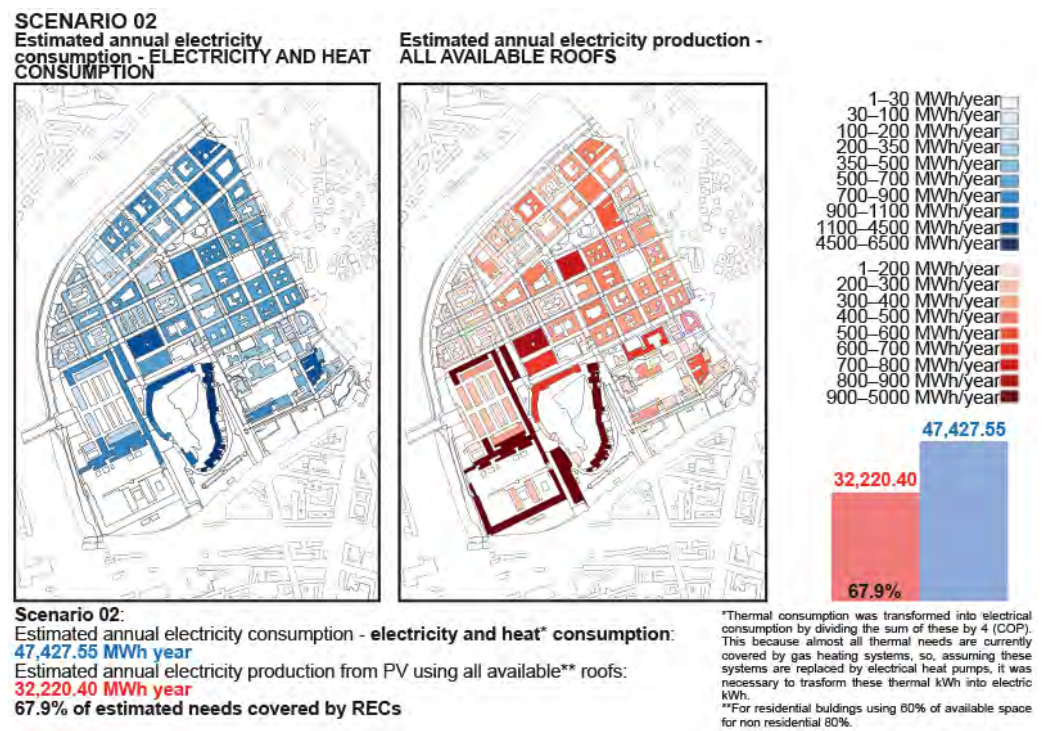 SCENARIO 02
Estimated annual electricity
consumption - ELECTRICITY AND HEAT
CONSUMPTION
Estimated annual electricity production -
ALL AVAILABLE ROOFS
1–30 MWh/year
30–100 MWh/year
100–200 MWh/year
200–350 MWh/year
350–500 MWh/year
500–700 MWh/year
700–900 MWh/year
900–1100 MWh/year
1100–4500 MWh/year
4500–6500 MWh/year
1–200 MWh/year
200–300 MWh/year
300–400 MWh/year
400–500 MWh/year
500–600 MWh/year
600–700 MWh/year
700–800 MWh/year
800–900 MWh/year
900–5000 MWh/year
47,427.55
32,220.40
67.9%
Scenario 02:
Estimated annual electricity consumption - electricity and heat* consumption:
47,427.55 MWh year
Estimated annual electricity production from PV using all available** roofs:
32,220.40 MWh year
67.9% of estimated needs covered by RECs
*Thermal consumption was transformed into electrical
consumption by dividing the sum of these by 4 (COP).
This because almost all thermal needs are currently
covered by gas heating systems, so, assuming these
systems are replaced by electrical heat pumps, it was
necessary to trasform these thermal kWh into electric
kWh.
**For residential buldings using 60% of available space
for non residential 80%.